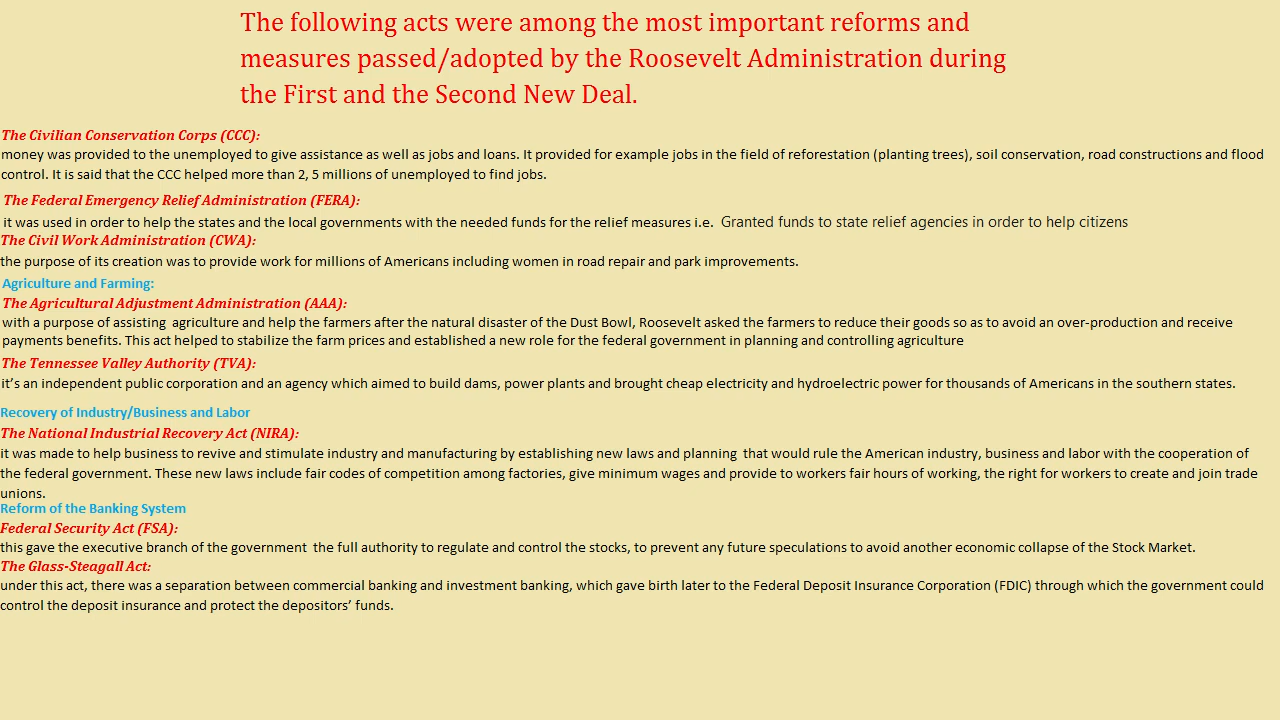 The following acts were among the most important reforms and
measures passed/adopted by the Roosevelt Administration during
the First and the Second New Deal.
The Civilian Conservation Corps (CCC):
money was provided to the unemployed to give assistance as well as jobs and loans. It provided for example jobs in the field of reforestation (planting trees), soil conservation, road constructions and flood
control. It is said that the CCC helped more than 2, 5 millions of unemployed to find jobs.
The Federal Emergency Relief Administration (FERA):
it was used in order to help the states and the local governments with the needed funds for the relief measures i.e. Granted funds to state relief agencies in order to help citizens
The Civil Work Administration (CWA):
the purpose of its creation was to provide work for millions of Americans including women in road repair and park improvements.
Agriculture and Farming:
The Agricultural Adjustment Administration (AAA):
with a purpose of assisting agriculture and help the farmers after the natural disaster of the Dust Bowl, Roosevelt asked the farmers to reduce their goods so as to avoid an over-production and receive
payments benefits. This act helped to stabilize the farm prices and established a new role for the federal government in planning and controlling agriculture
The Tennessee Valley Authority (TVA):
it’s an independent public corporation and an agency which aimed to build dams, power plants and brought cheap electricity and hydroelectric power for thousands of Americans in the southern states.
Recovery of Industry/Business and Labor
The National Industrial Recovery Act (NIRA):
it was made to help business to revive and stimulate industry and manufacturing by establishing new laws and planning that would rule the American industry, business and labor with the cooperation of
the federal government. These new laws include fair codes of competition among factories, give minimum wages and provide to workers fair hours of working, the right for workers to create and join trade
unions.
Reform of the Banking System
Federal Security Act (FSA):
this gave the executive branch of the government the full authority to regulate and control the stocks, to prevent any future speculations to avoid another economic collapse of the Stock Market.
The Glass-Steagall Act:
under this act, there was a separation between commercial banking and investment banking, which gave birth later to the Federal Deposit Insurance Corporation (FDIC) through which the government could
control the deposit insurance and protect the depositors’ funds.